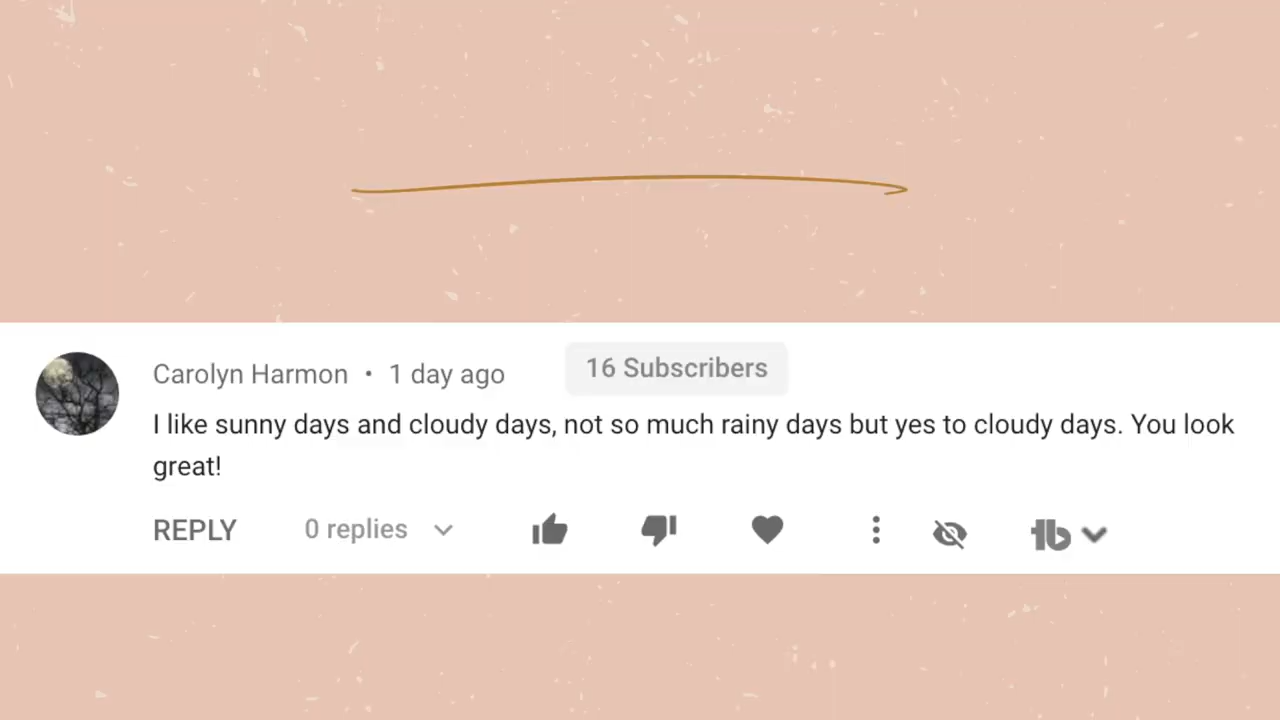 Carolyn Harmon • 1 day ago 16 Subscribers
I like sunny days and cloudy days, not so much rainy days but yes to cloudy days. You look
great!
REPLY 0 replies tb